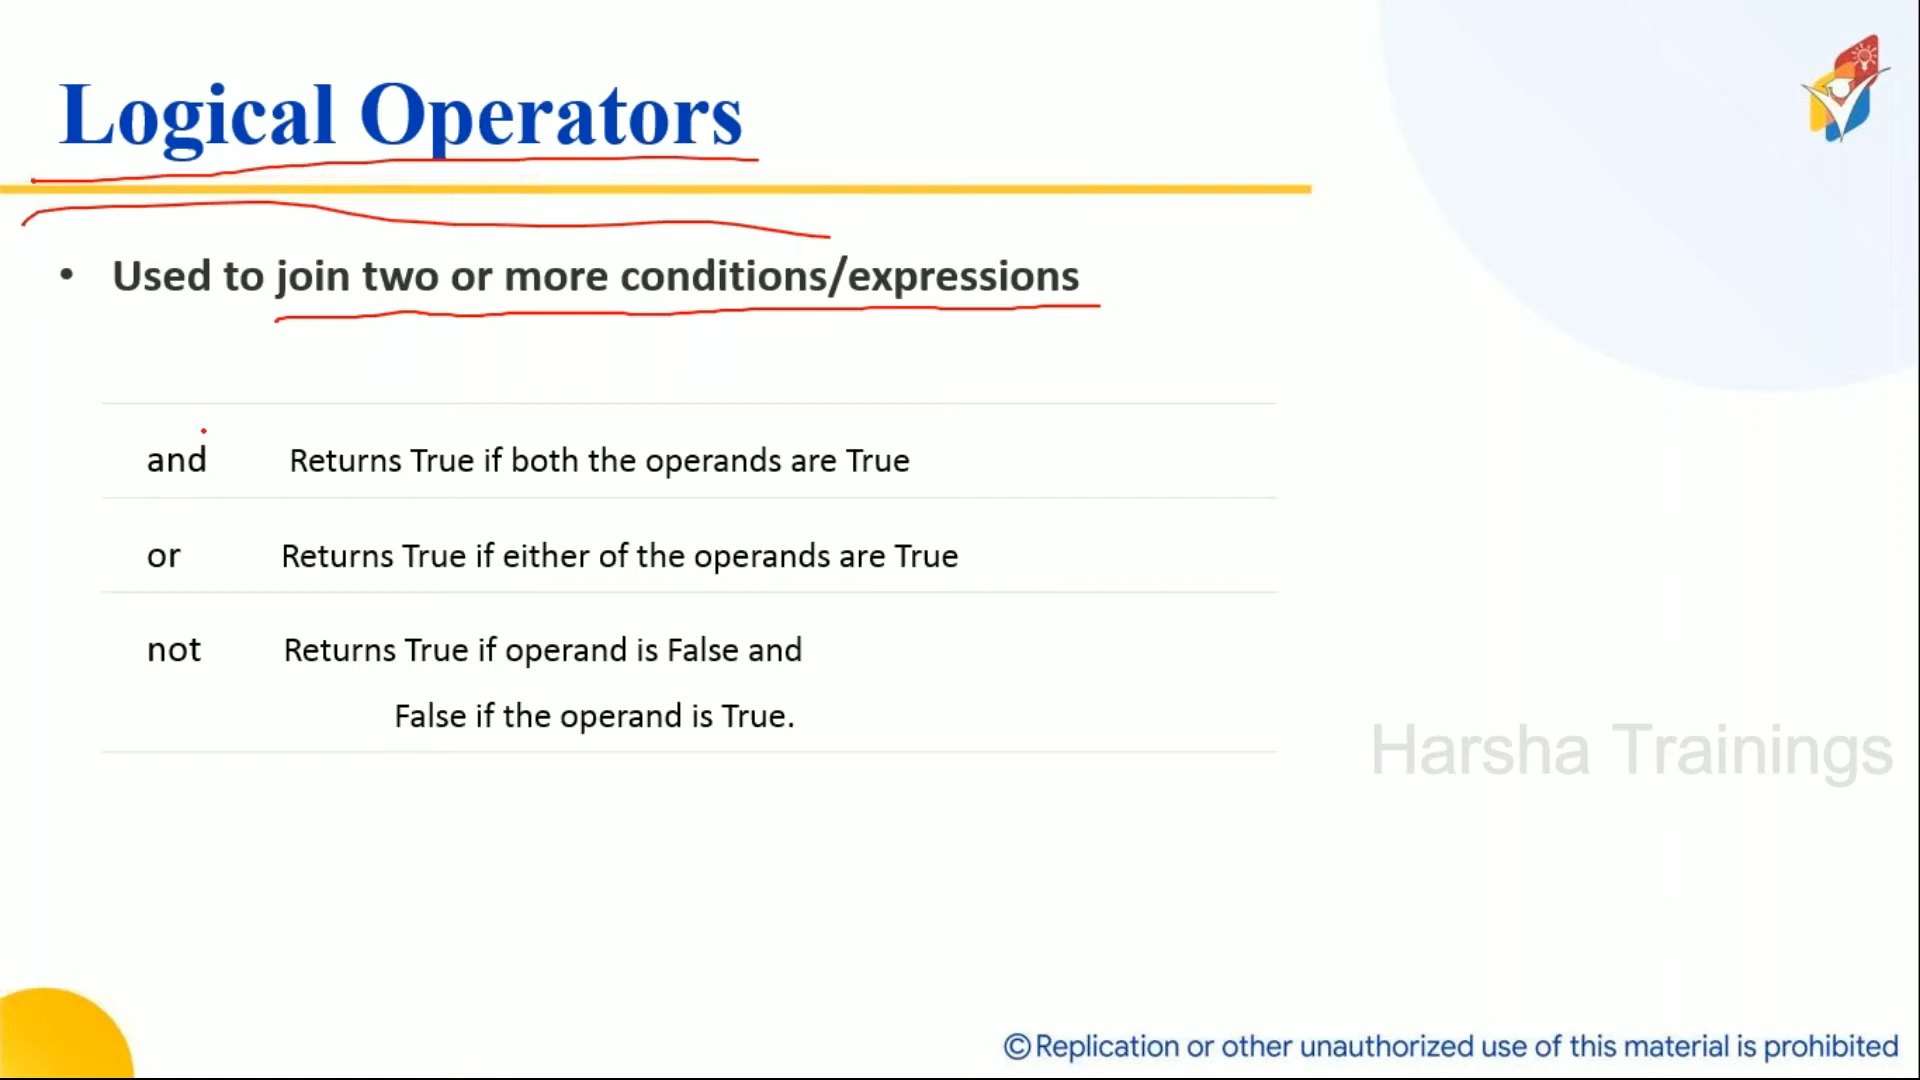 Logical Operators
• Used to join two or more conditions/expressions
and Returns True if both the operands are True
or Returns True if either of the operands are True
not Returns True if operand is False and
False if the operand is True.
Harsha Trainings
©Replication or other unauthorized use of this material is prohibited